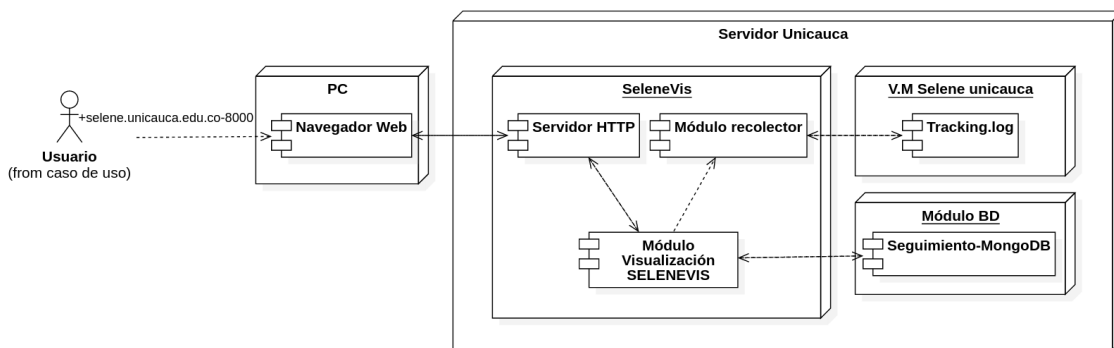 Servidor Unicauca
PC
SeleneVis
V.M Selene unicauca
+selene.unicauca.edu.co-8000
Navegador Web
Servidor HTTP
Módulo recolector
Tracking.log
Usuario
(from caso de uso)
Módulo BD
Módulo
Visualización
SELENEVIS
Seguimiento-MongoDB